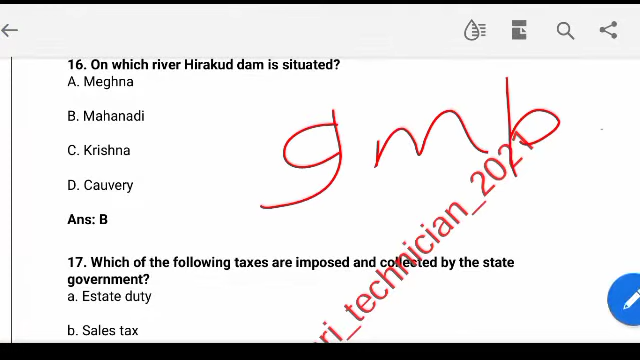 16. On which river Hirakud dam is situated?
A. Meghna
B. Mahanadi
C. Krishna
D. Cauvery
Ans: B
gmb
ri_technician_2021
17. Which of the following taxes are imposed and collected by the state
government?
a. Estate duty
b. Sales tax